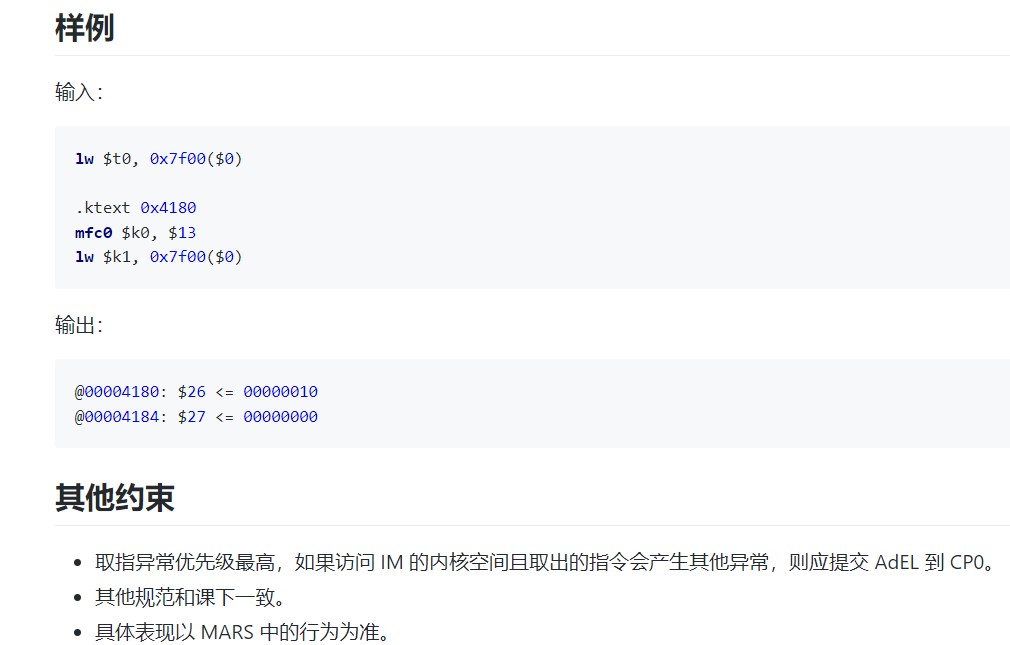 样例
输入：
lw $t0, 0x7f00($0)
.ktext 0x4180
mfc0 $k0, $13
lw $k1, 0x7f00($0)
输出：
@00004180: $26 <= 00000010
@00004184: $27 <= 00000000
其他约束
• 取指异常优先级最高，如果访问 IM 的内核空间且取出的指令会产生其他异常，则应提交 AdEL 到 CP0。
• 其他规范和课下一致。
• 具体表现以 MARS 中的行为为准。